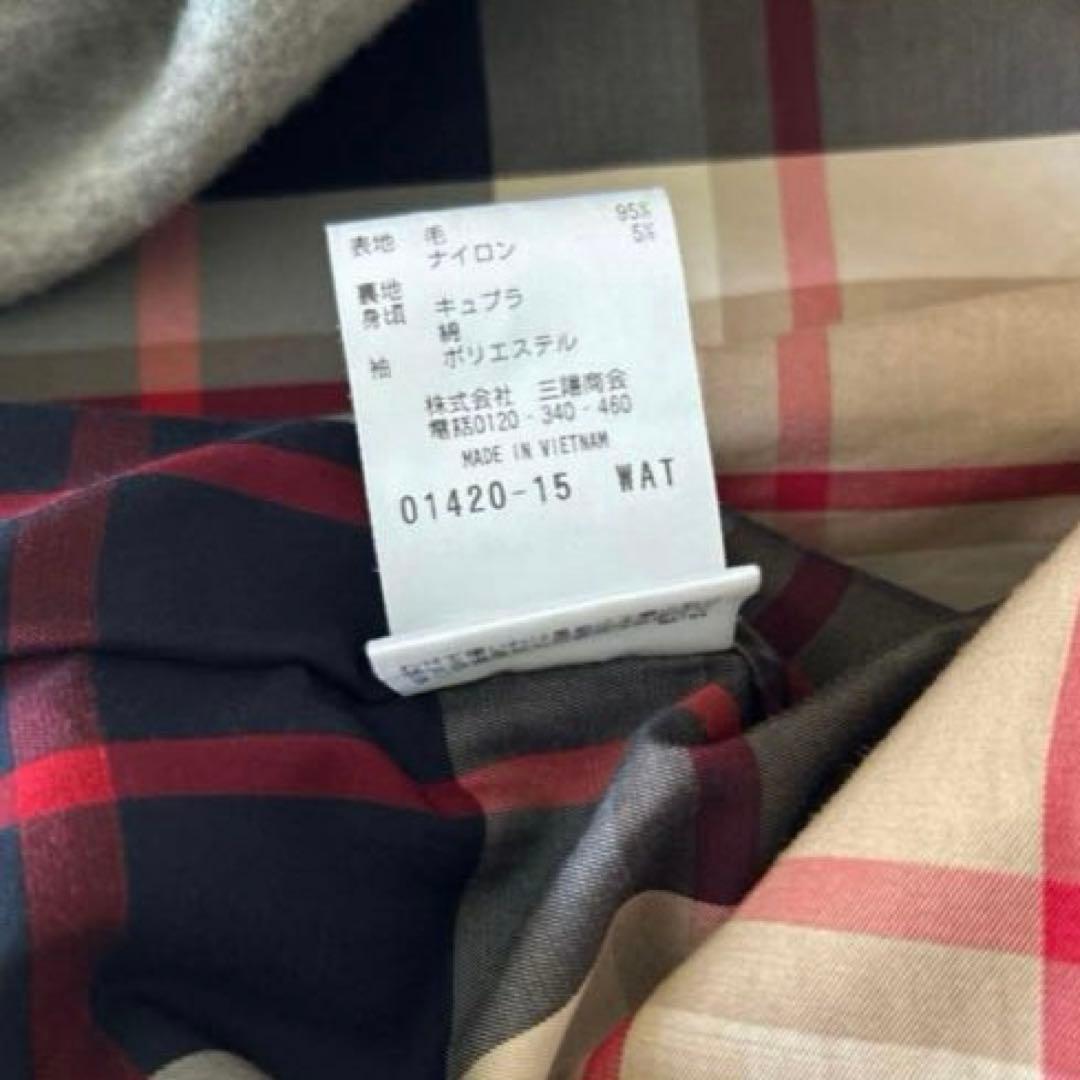 表地 毛 95%
ナイロン 5%
裏地
身頃 キュプラ
綿
袖 ポリエステル
株式会社 三陽商会
電話0120-340-460
MADE IN VIETNAM
01420-15 WAT